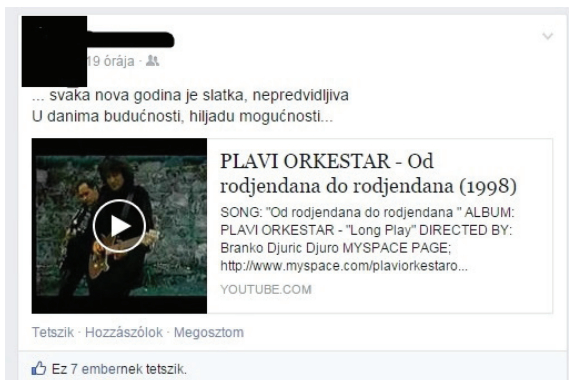 19 órája ·
... svaka nova godina je slatka, nepredvidljiva
U danima budućnosti, hiljadu mogućnosti...
PLAVI ORKESTAR - Od
rodjendana do rodjendana (1998)
SONG: "Od rodjendana do rodjendana " ALBUM:
PLAVI ORKESTAR - "Long Play" DIRECTED BY:
Branko Djuric Djuro MYSPACE PAGE;
http://www.myspace.com/plaviorkestaro...
YOUTUBE.COM
Tetszik · Hozzászólok · Megosztom
Ez 7 embernek tetszik.